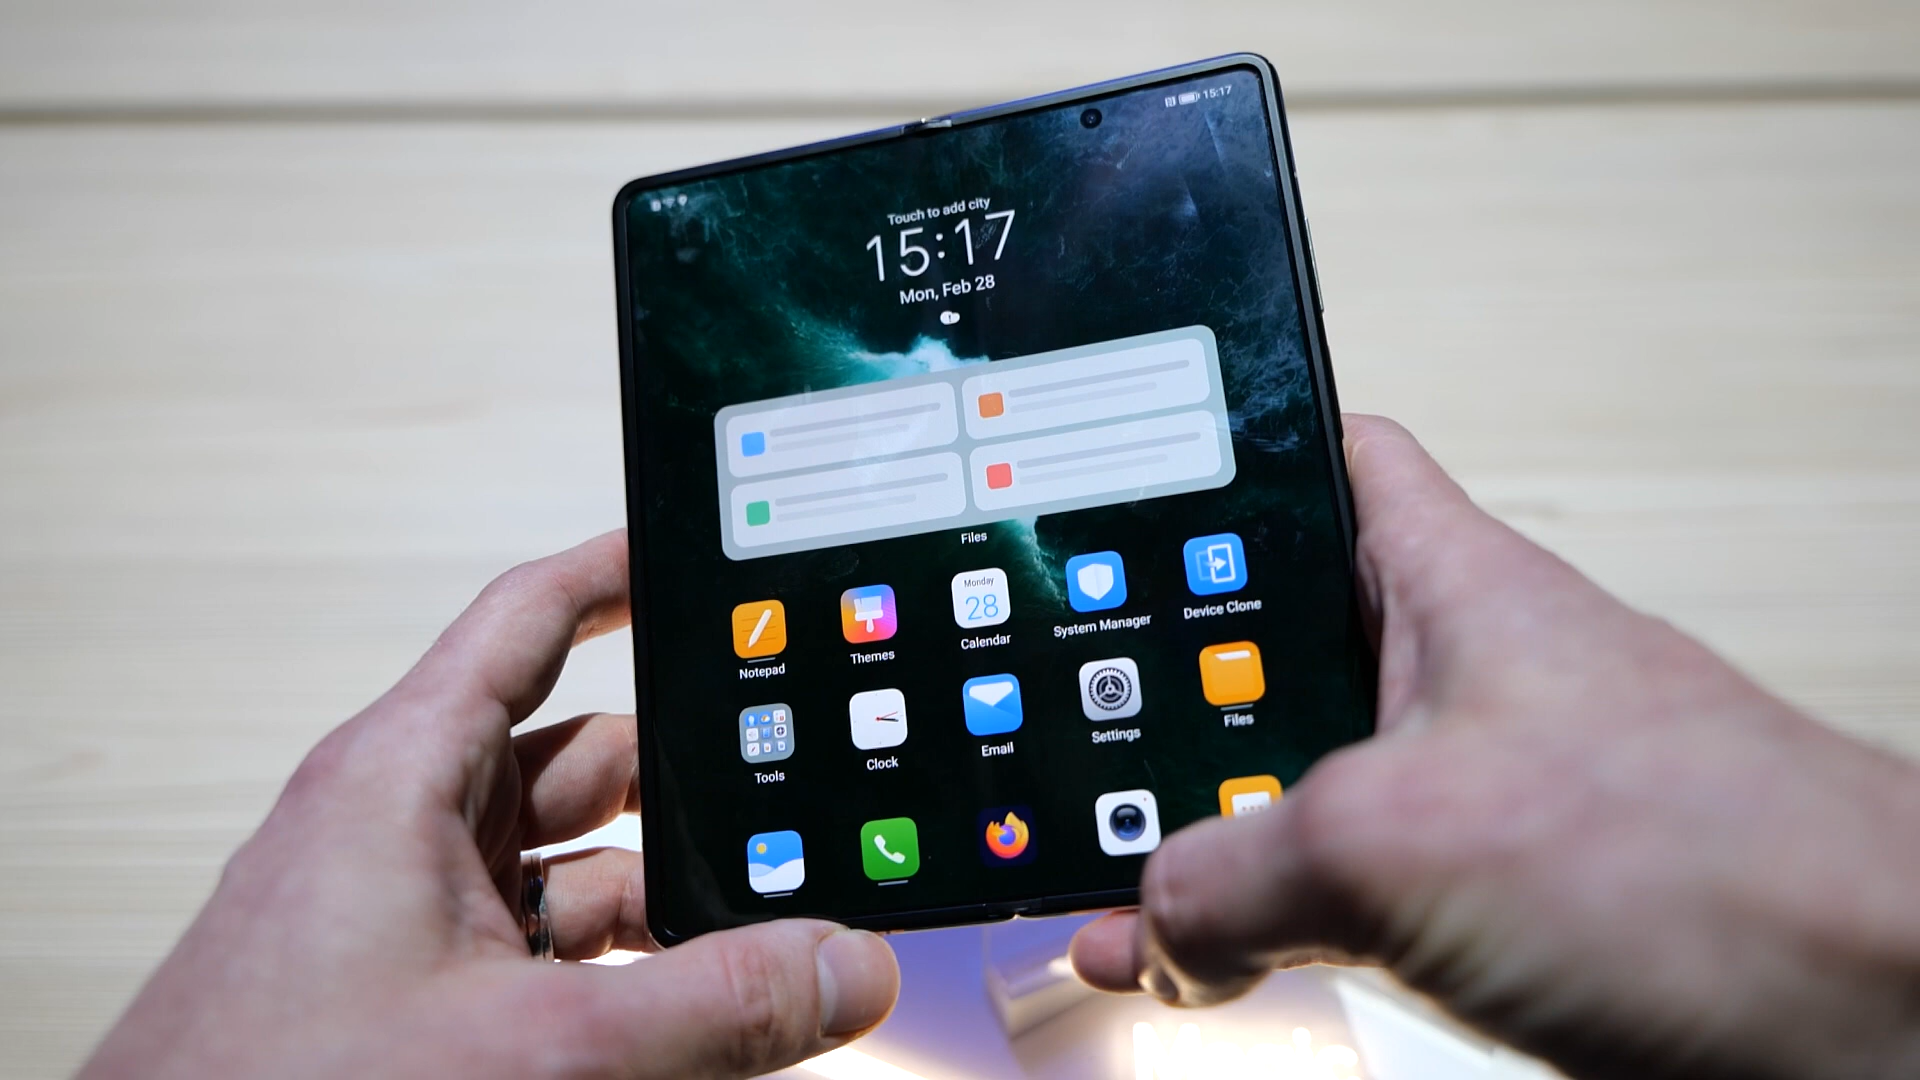 15:17
Touch to add city
15:17
Mon, Feb 28
Files
Monday
28
Notepad
Themes
Calendar
System Manager
Device Clone
Tools
Clock
Email
Settings
Files